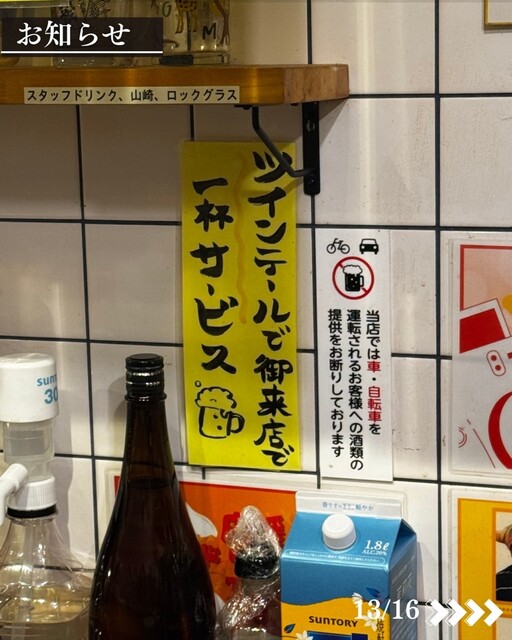 お知らせ
M
スタッフドリンク、山崎、ロックグラス
ツインテールで御来店で
一杯サービス
当店では車・自転車を
運転されるお客様への酒類の
提供をお断りしております
SUNT
30
1.8ℓ
ALC.20%
SUNTORY
13/16